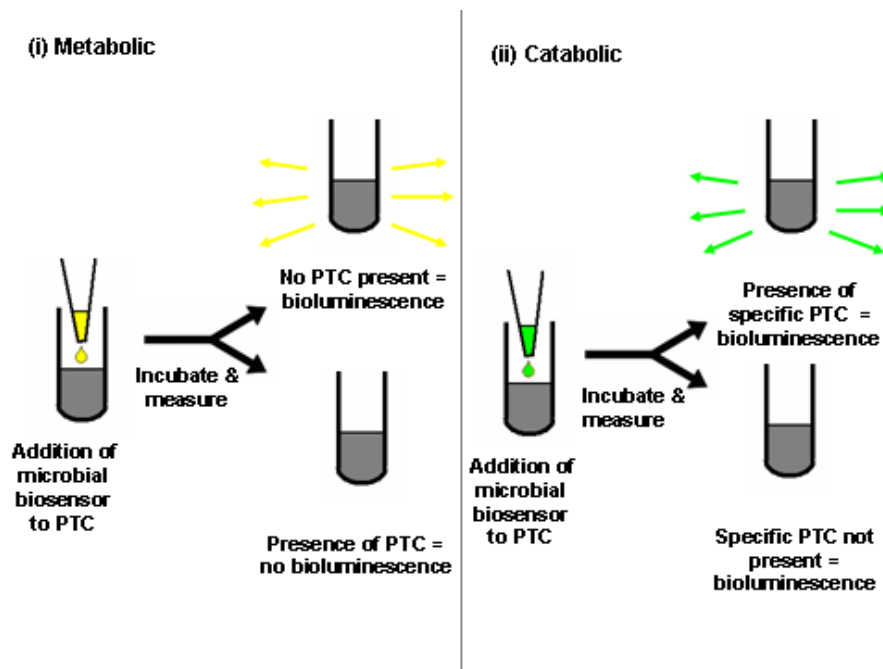 (i) Metabolic
No PTC present =
bioluminescence
Incubate &
measure
Addition of
microbial
biosensor
to PTC
Presence of PTC =
no bioluminescence
(ii) Catabolic
Presence of
specific PTC =
bioluminescence
Incubate &
measure
Addition of
microbial
biosensor
to PTC
Specific PTC not
present =
bioluminescence